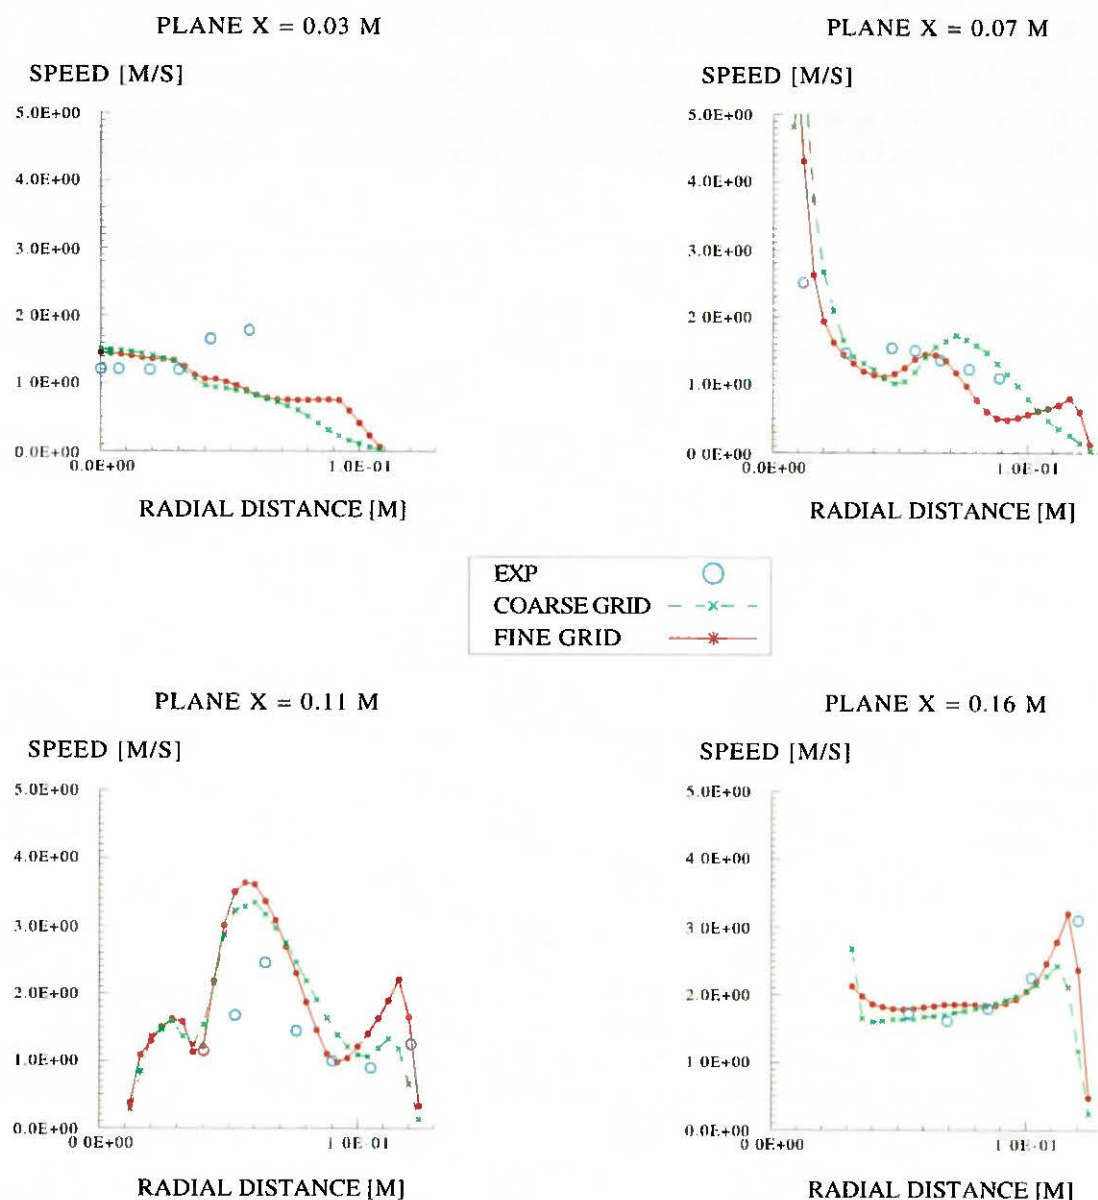 PLANE X = 0.03 M
SPEED [M/S]
5.0E+00
4.0E+00
3.0E+00
2 0E+00
1.0E+00
0 0E+00
0.0E+00
1 0E-01
RADIAL DISTANCE [M]
PLANE X = 0.07 M
SPEED [M/S]
5.0E+00
4.0E+00
3.0E+00
2.0E+00
1 0E+00
0 0E+00
0.0E+00
1.0E-01
RADIAL DISTANCE [M]
EXP
COARSE GRID
FINE GRID
PLANE X = 0.11 M
SPEED [M/S]
5.0E+00
4.0E+00
3.0E+00
2.0E+00
1.0E+00
0.0E+00
0 0E+00
1 0E-01
RADIAL DISTANCE [M]
PLANE X = 0.16 M
SPEED [M/S]
5.0E+00
4.0E+00
3.0E+00
2.0E+00
1.0E+00
0.0E+00
0 0E+00
1 0E-01
RADIAL DISTANCE [M]